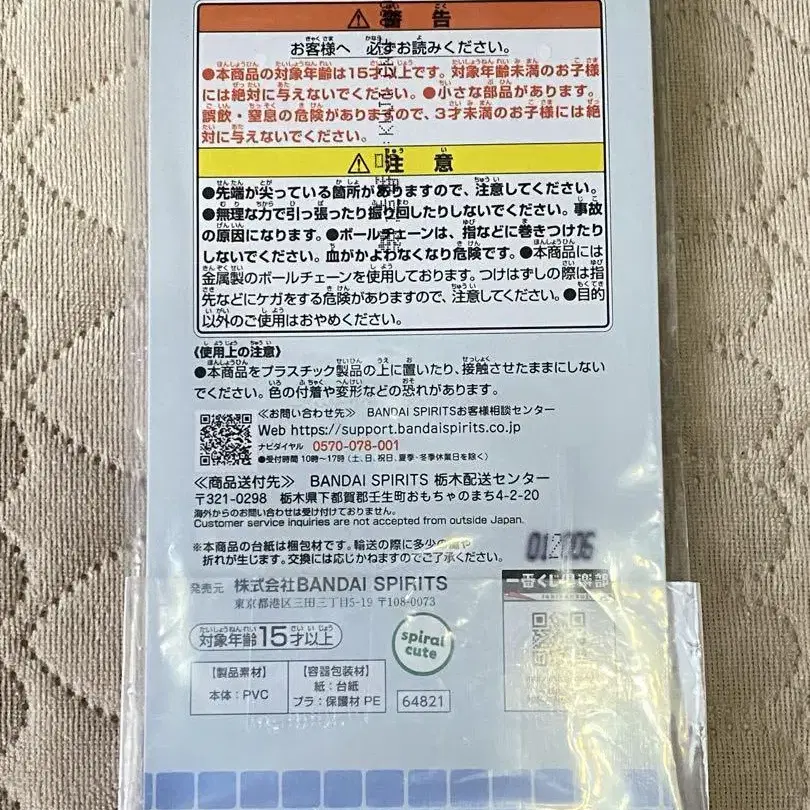 ⚠警告
お客様へ 必ずお読みください。
●本商品の対象年齢は15才以上です。対象年齢未満のお子様
には絶対に与えないでください。●小さな部品があります。
誤飲・窒息の危険がありますので、3才未満のお子様には絶
対に与えないでください。
⚠注意
●先端が尖っている箇所がありますので、注意してください。
●無理な力で引っ張ったり振り回したりしないでください。事故
の原因になります。●ボールチェーンは、指などに巻きつけたり
しないでください。血がかよわなくなり危険です。●本商品には
金属製のボールチェーンを使用しております。つけはずしの際は指
先などにケガをする危険がありますので、注意してください。●目的
以外のご使用はおやめください。
《使用上の注意》
●本商品をプラスチック製品の上に置いたり、接触させたままにしない
でください。色の付着や変形などの恐れがあります。
≪お問い合わせ先≫ BANDAI SPIRITSお客様相談センター
Web https://support.bandaispirits.co.jp
ナビダイヤル 0570-078-001
●受付時間 10時〜17時(土、日、祝日、夏季・冬季休業日を除く)
≪商品送付先≫ BANDAI SPIRITS 栃木配送センター
〒321-0298 栃木県下都賀郡壬生町おもちゃのまち4-2-20
海外からのお問い合わせは受け付けておりません。
Customer service inquiries are not accepted from outside Japan.
※本商品の台紙は梱包材です。輸送の際に多少の傷や
折れが生じます。交換には応じかねますのでご了承ください。
発売元 株式会社BANDAI SPIRITS
東京都港区三田三丁目5-19 〒108-0073
一番くじ倶楽部
対象年齢15才以上
spiral
cute
【製品素材】
本体:PVC
【容器包装材】
紙:台紙
プラ:保護材 PE
64821